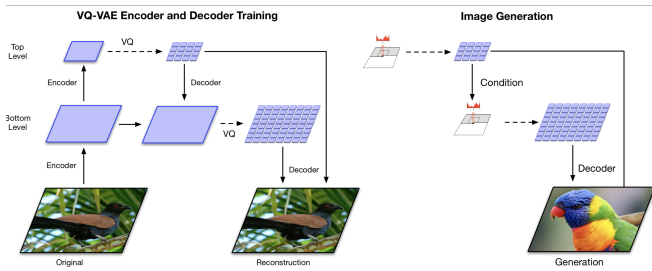 VQ-VAE Encoder and Decoder Training
Image Generation
Top
Level
VQ
Encoder
Decoder
Condition
Bottom
Level
VQ
Encoder
Decoder
Decoder
Original
Reconstruction
Generation